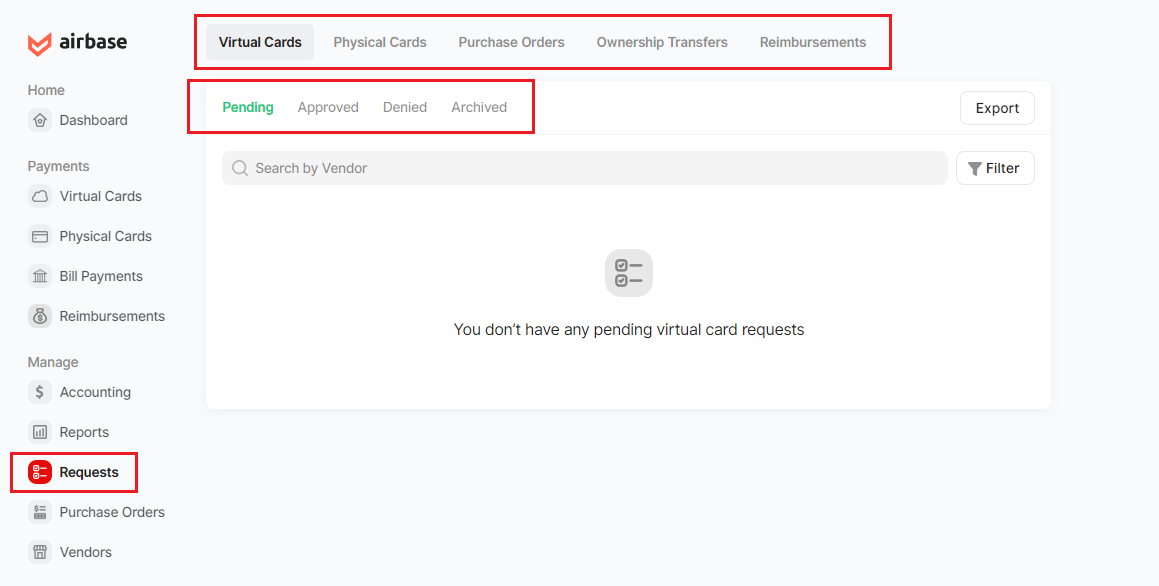 airbase
Home
Dashboard
Payments
Virtual Cards
Physical Cards
Bill Payments
Reimbursements
Manage
$ Accounting
Reports
Requests
Purchase Orders
Vendors
Virtual Cards Physical Cards Purchase Orders Ownership Transfers Reimbursements
Pending Approved Denied Archived Export
Search by Vendor Filter
You don’t have any pending virtual card requests